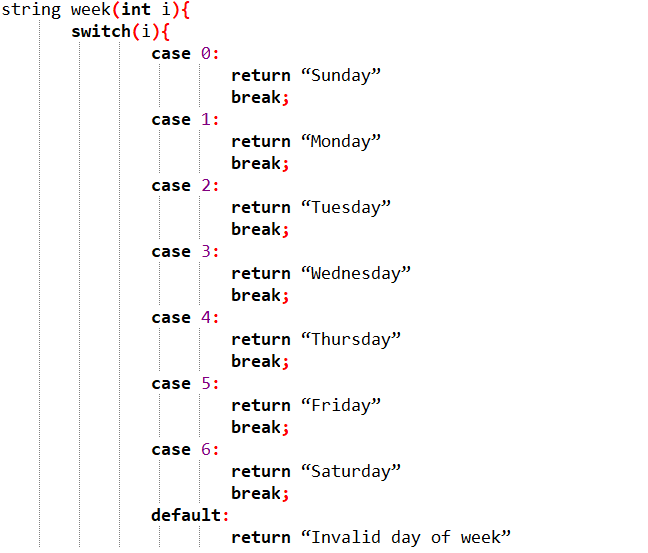 string week(int i){
switch(i){
case 0:
return “Sunday”
break;
case 1:
return “Monday”
break;
case 2:
return “Tuesday”
break;
case 3:
return “Wednesday”
break;
case 4:
return “Thursday”
break;
case 5:
return “Friday”
break;
case 6:
return “Saturday”
break;
default:
return “Invalid day of week”